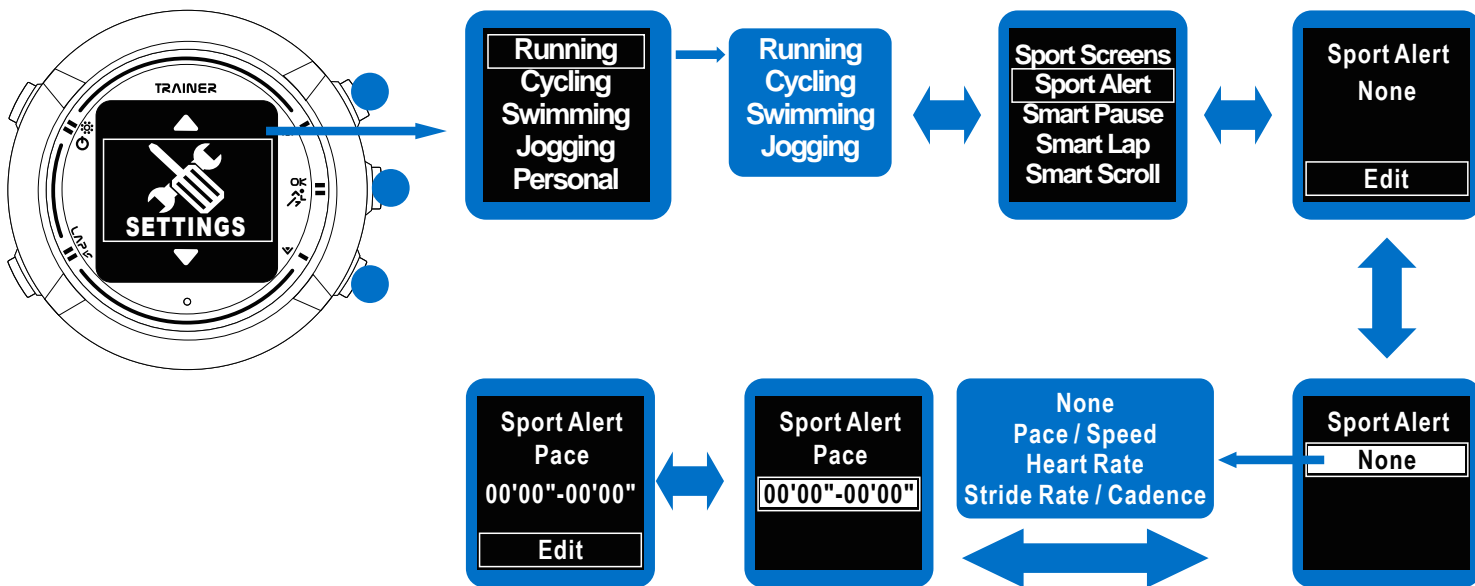 TRAINER
SETTINGS
OK
LAP
Running
Cycling
Swimming
Jogging
Personal
Running
Cycling
Swimming
Jogging
Sport Screens
Sport Alert
Smart Pause
Smart Lap
Smart Scroll
Sport Alert
None
Edit
Sport Alert
Pace
00'00"-00'00"
Edit
Sport Alert
Pace
00'00"-00'00"
None
Pace / Speed
Heart Rate
Stride Rate / Cadence
Sport Alert
None